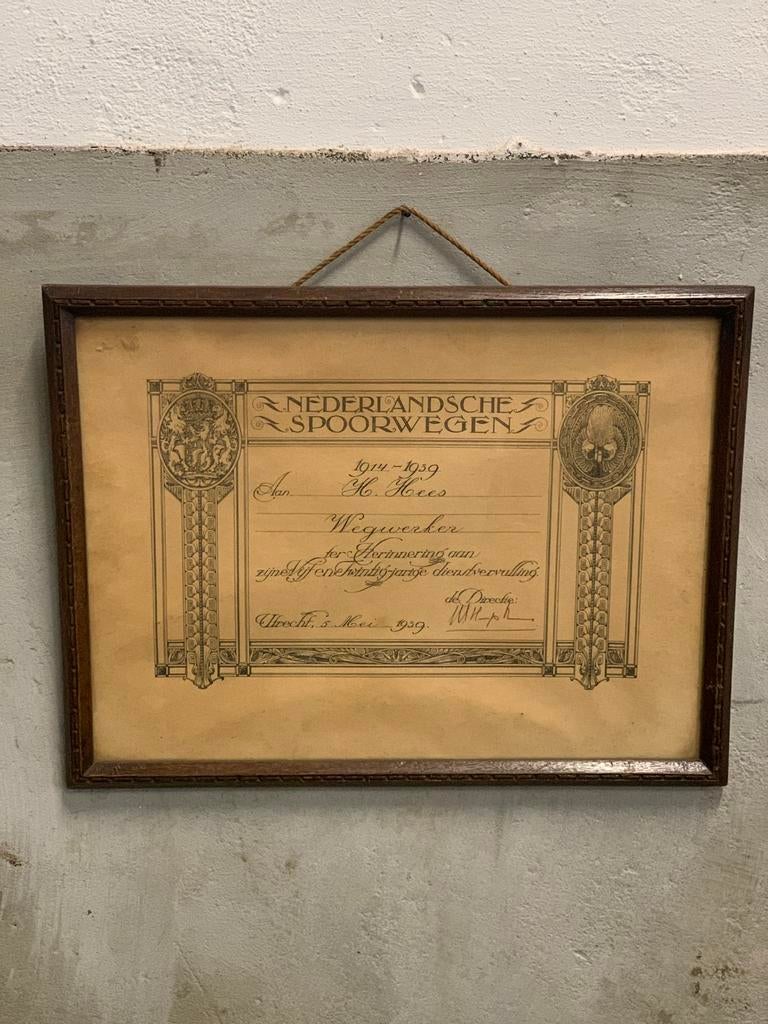 NEDERLANDSCHE
SPOORWEGEN
1914.-1939
Aan H. Hees
Wegwerker
ter Herinnering aan
zijne Vijf en Twintig-jarige dienstvervulling.
de Directie:
Utrecht, 5 Mei 1939.